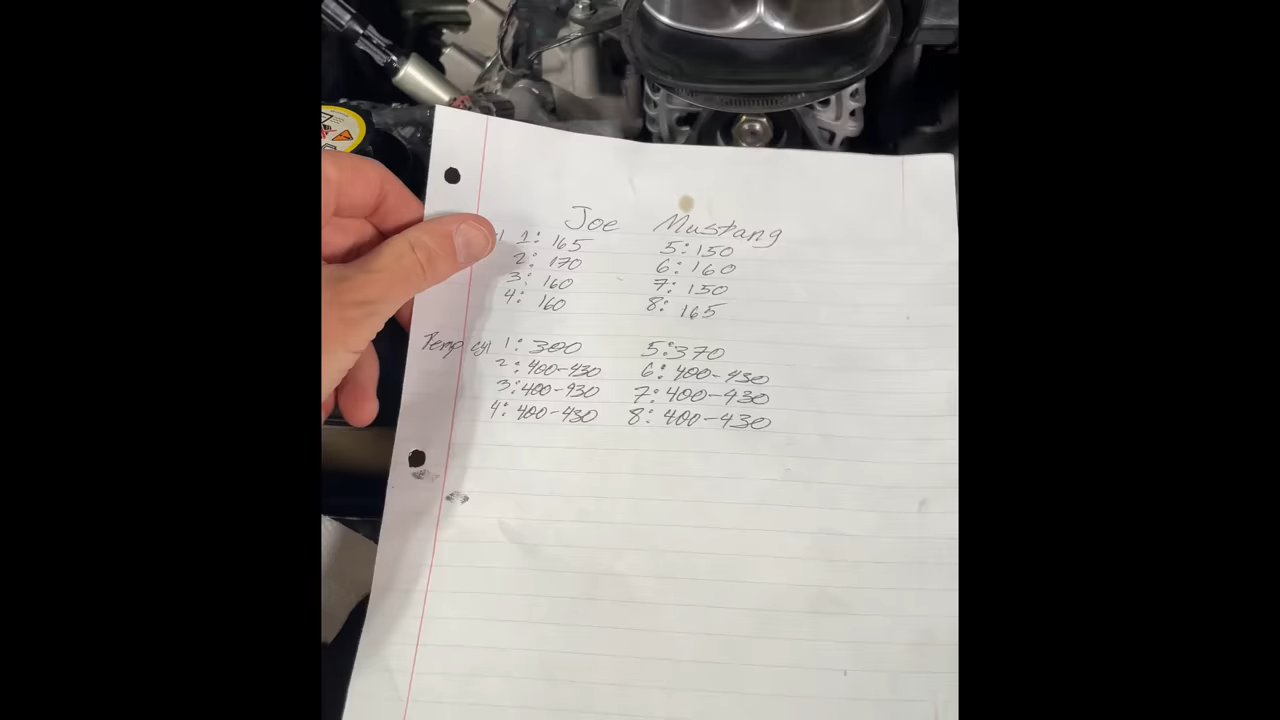 Joe Mustang
1: 165 5: 150
2: 170 6: 160
3: 160 7: 150
4: 160 8: 165
Temp cyl 1: 300 5: 370
2: 400-430 6: 400-430
3: 400-430 7: 400-430
4: 400-430 8: 400-430